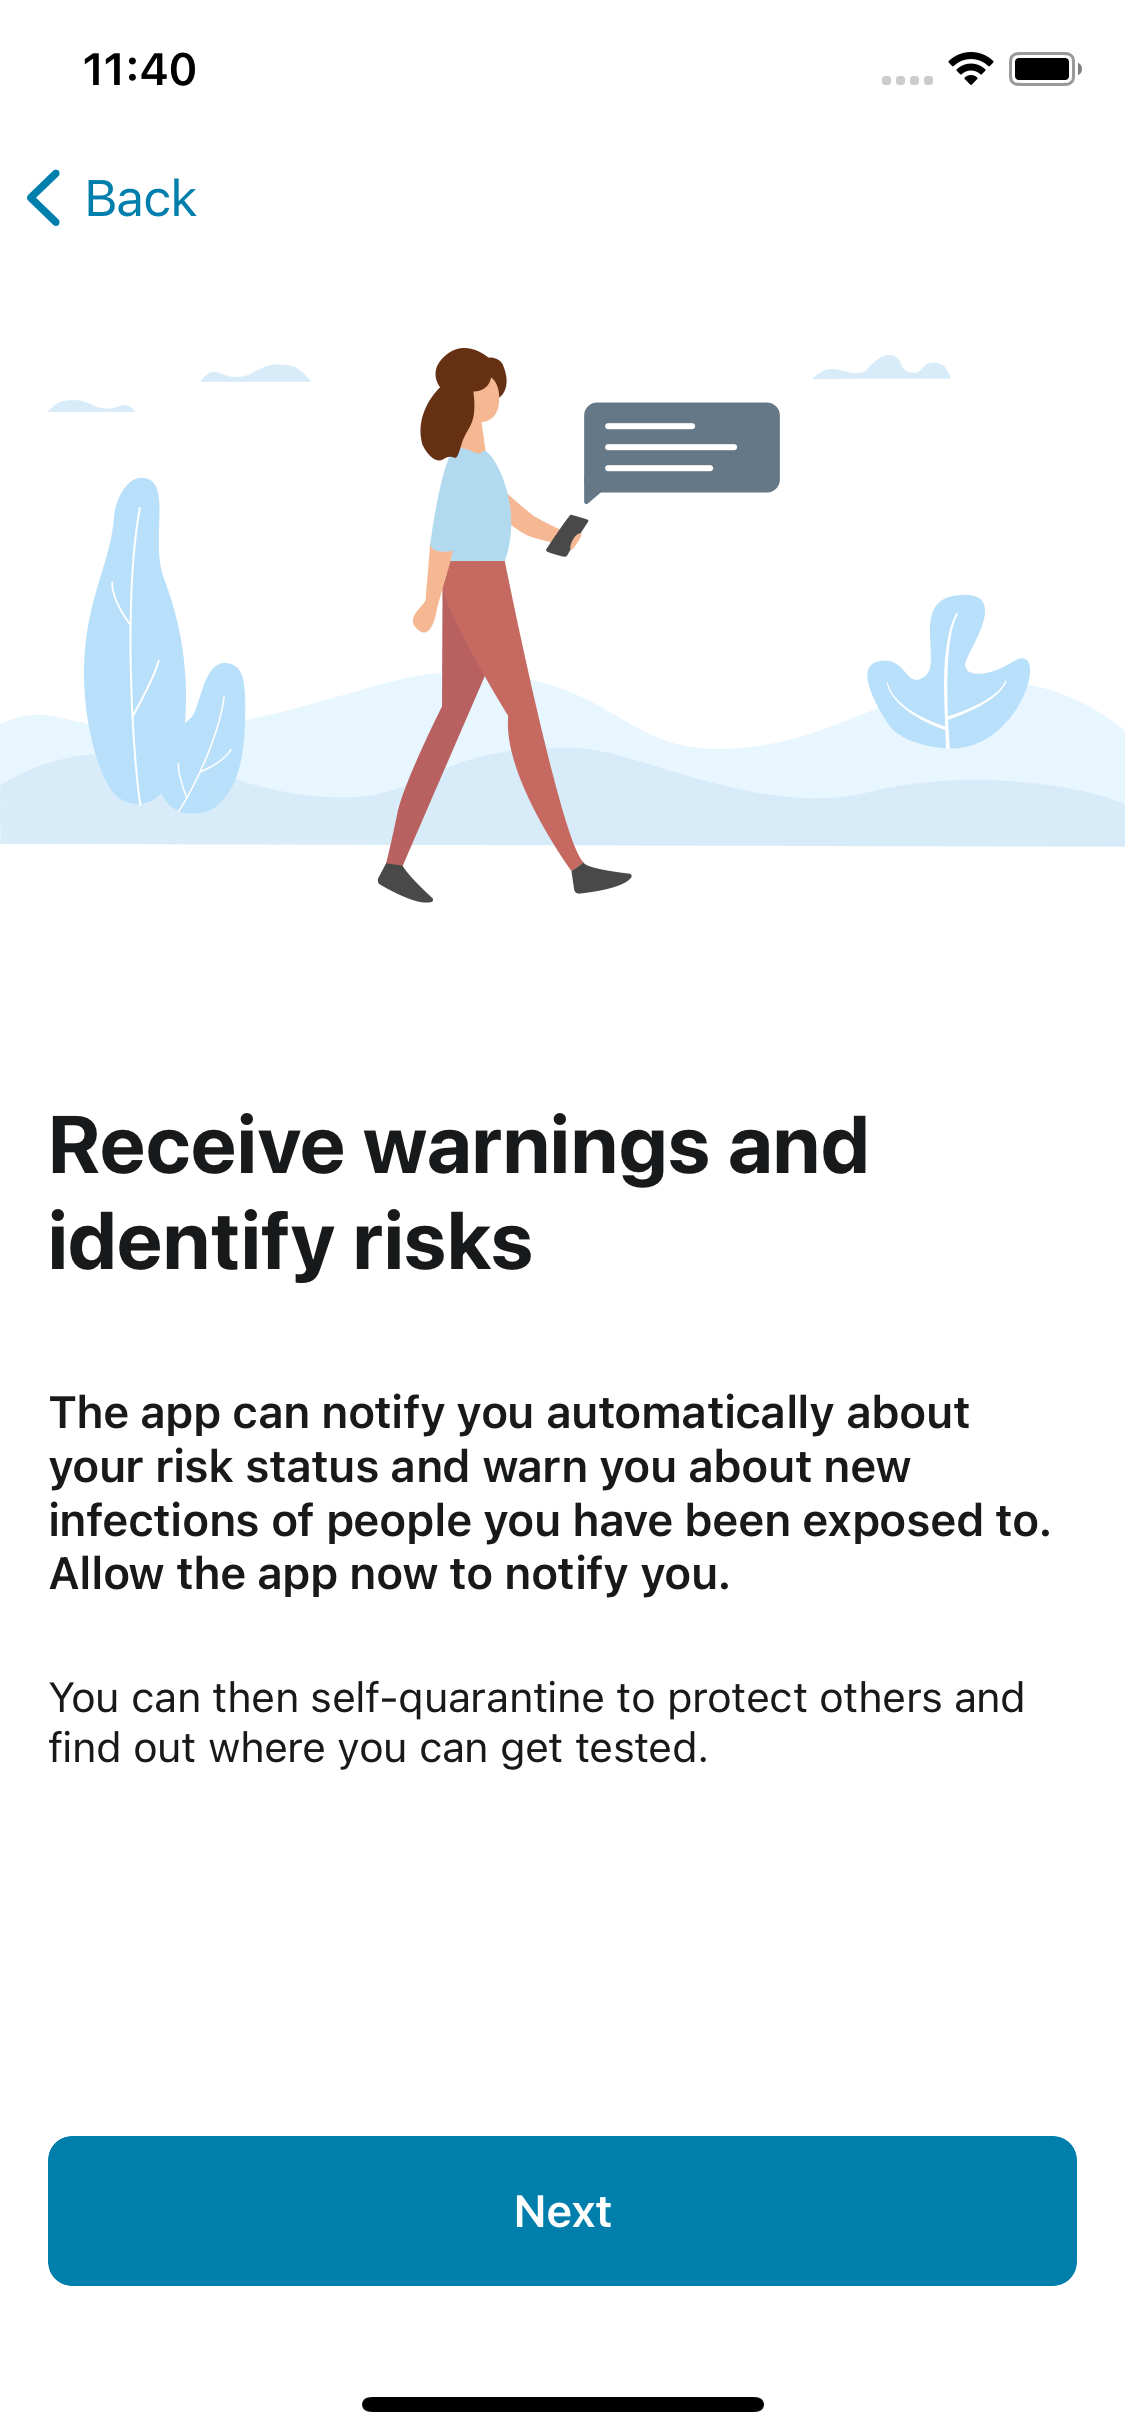 11:40
Back
Receive warnings and
identify risks
The app can notify you automatically about
your risk status and warn you about new
infections of people you have been exposed to.
Allow the app now to notify you.
You can then self-quarantine to protect others and
find out where you can get tested.
Next